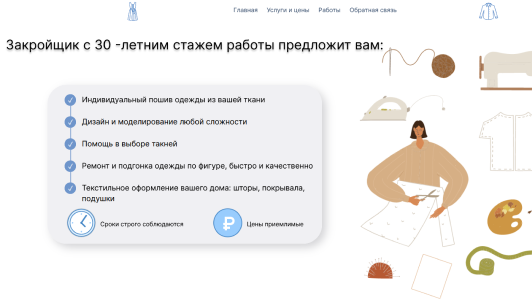 Главная Услуги и цены Работы Обратная связь
Закройщик с 30 -летним стажем работы предложит вам:
Индивидуальный пошив одежды из вашей ткани
Дизайн и моделирование любой сложности
Помощь в выборе такней
Ремонт и подгонка одежды по фигуре, быстро и качественно
Текстильное оформление вашего дома: шторы, покрывала,
подушки
Сроки строго соблюдаются
Цены приемлимые